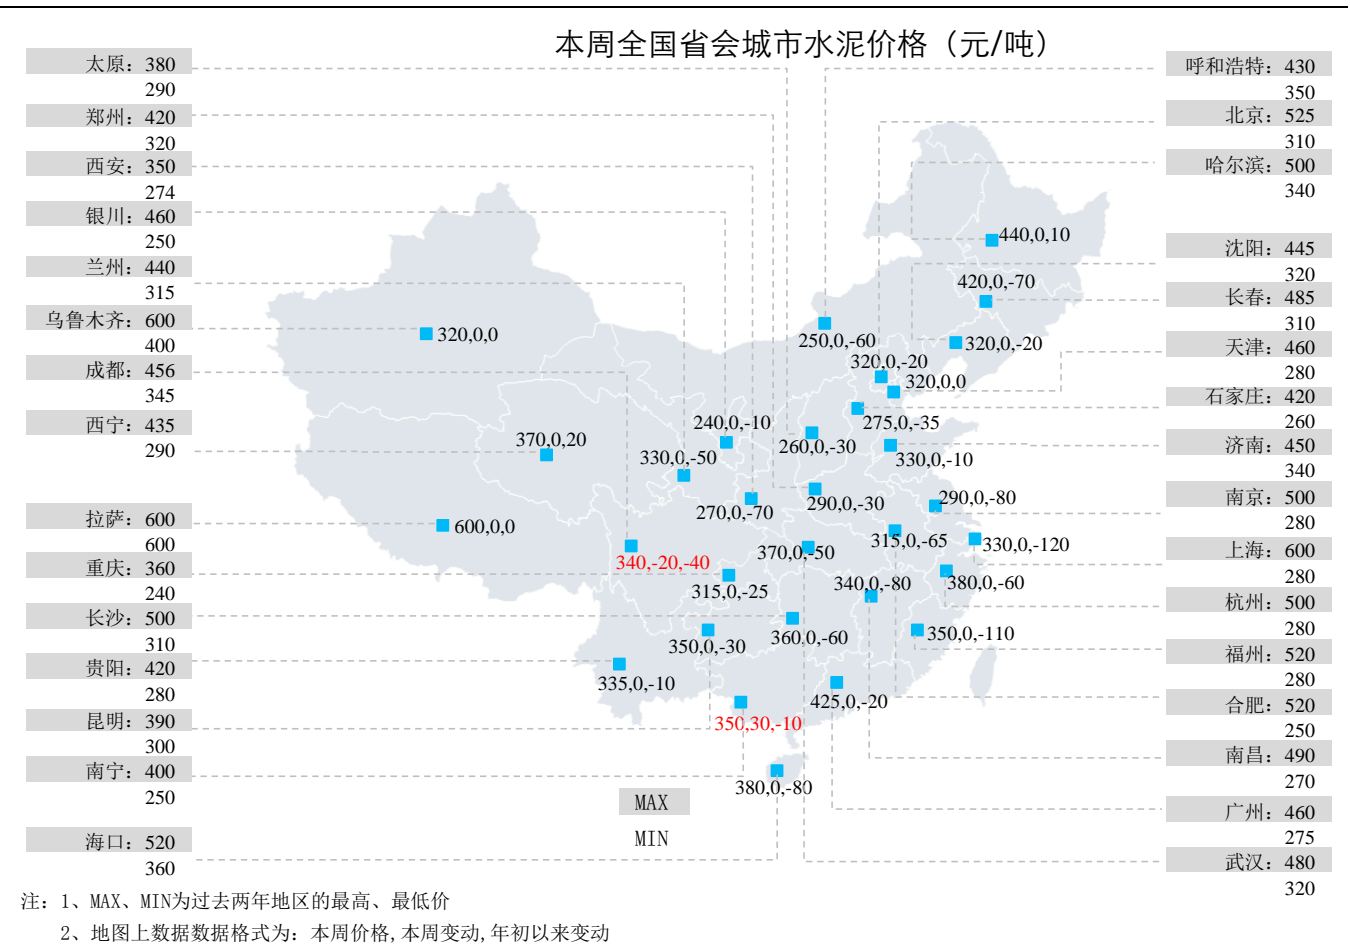 本周全国省会城市水泥价格（元/吨）
太原：380
290
郑州：420
320
西安：350
274
银川：460
250
兰州：440
315
乌鲁木齐：600
400
成都：456
345
西宁：435
290
拉萨：600
600
重庆：360
240
长沙：500
310
贵阳：420
280
昆明：390
300
南宁：400
250
海口：520
360
440,0,10
420,0,-70
250,0,-60
320,0,-20
320,0,0
320,0,-20
320,0,0
240,0,-10
275,0,-35
370,0,20
260,0,-30
330,0,-50
330,0,-10
270,0,-70
290,0,-30
290,0,-80
600,0,0
315,0,-65
330,0,-120
370,0,-50
340,-20,-40
315,0,-25
340,0,-80
380,0,-60
350,0,-30
360,0,-60
350,0,-110
335,0,-10
425,0,-20
350,30,-10
380,0,-80
MAX
MIN
呼和浩特：430
350
北京：525
310
哈尔滨：500
340
沈阳：445
320
长春：485
310
天津：460
280
石家庄：420
260
济南：450
340
南京：500
280
上海：600
280
杭州：500
280
福州：520
280
合肥：520
250
南昌：490
270
广州：460
275
武汉：480
320
注：1、MAX、MIN为过去两年地区的最高、最低价
2、地图上数据数据格式为：本周价格,本周变动,年初以来变动